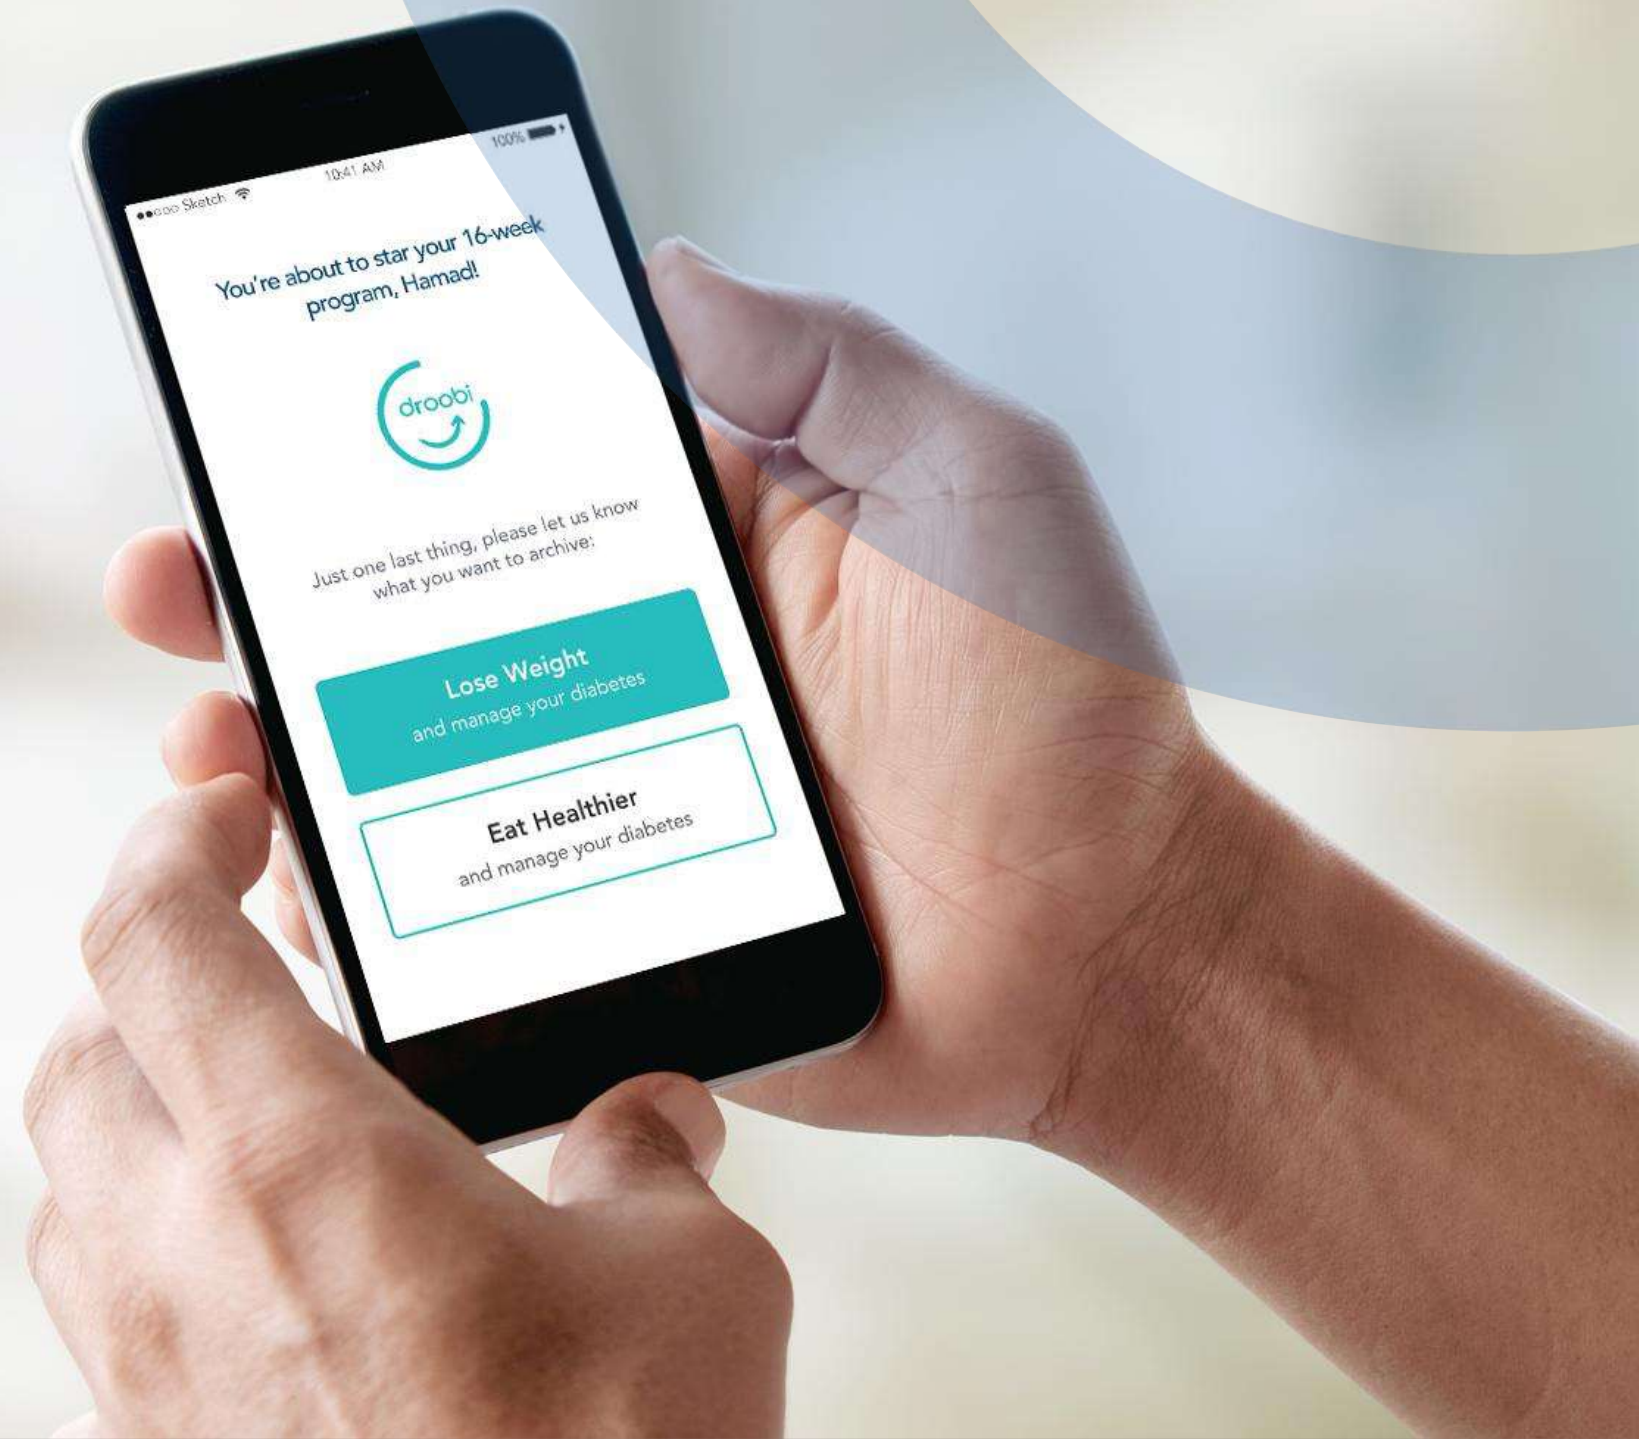 ●●○○○ Sketch 10:41 AM 100%
You're about to star your 16-week
program, Hamad!
droobi
Just one last thing, please let us know
what you want to archive:
Lose Weight
and manage your diabetes
Eat Healthier
and manage your diabetes